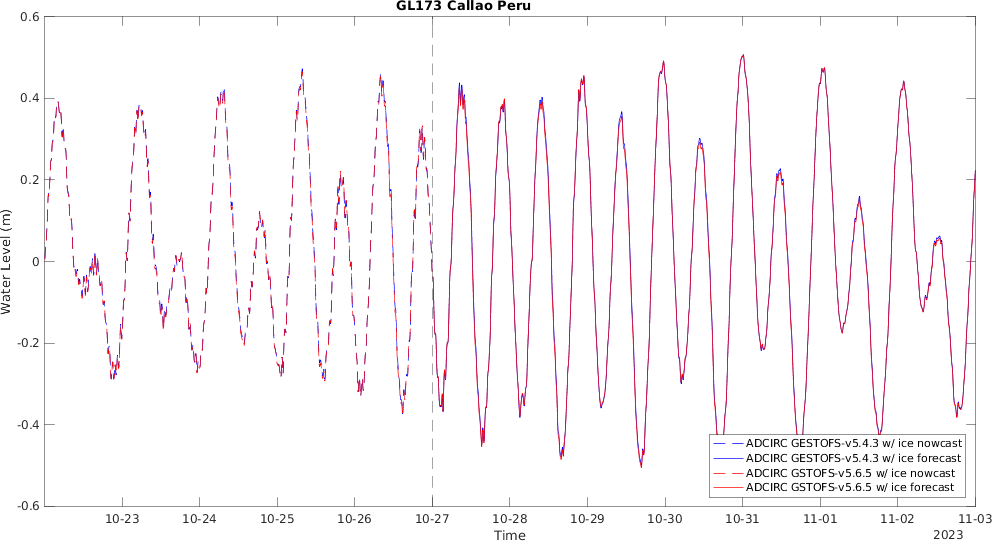 GL173 Callao Peru
Water Level (m)
0.6
0.4
0.2
0
-0.2
-0.4
-0.6
10-23
10-24
10-25
10-26
10-27
10-28
10-29
10-30
10-31
11-01
11-02
11-03
Time
2023
ADCIRC GESTOFS-v5.4.3 w/ ice nowcast
ADCIRC GESTOFS-v5.4.3 w/ ice forecast
ADCIRC GSTOFS-v5.6.5 w/ ice nowcast
ADCIRC GSTOFS-v5.6.5 w/ ice forecast